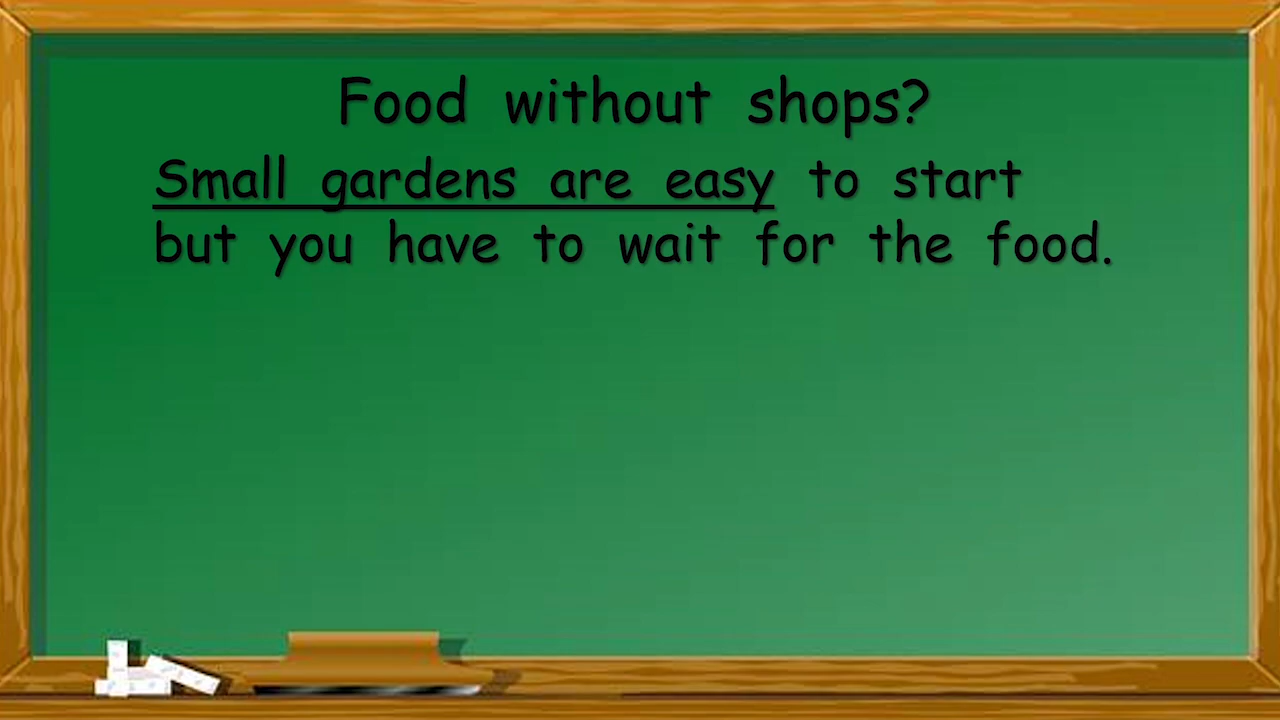 Food without shops?
Small gardens are easy to start
but you have to wait for the food.